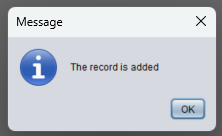 Message
The record is added
OK